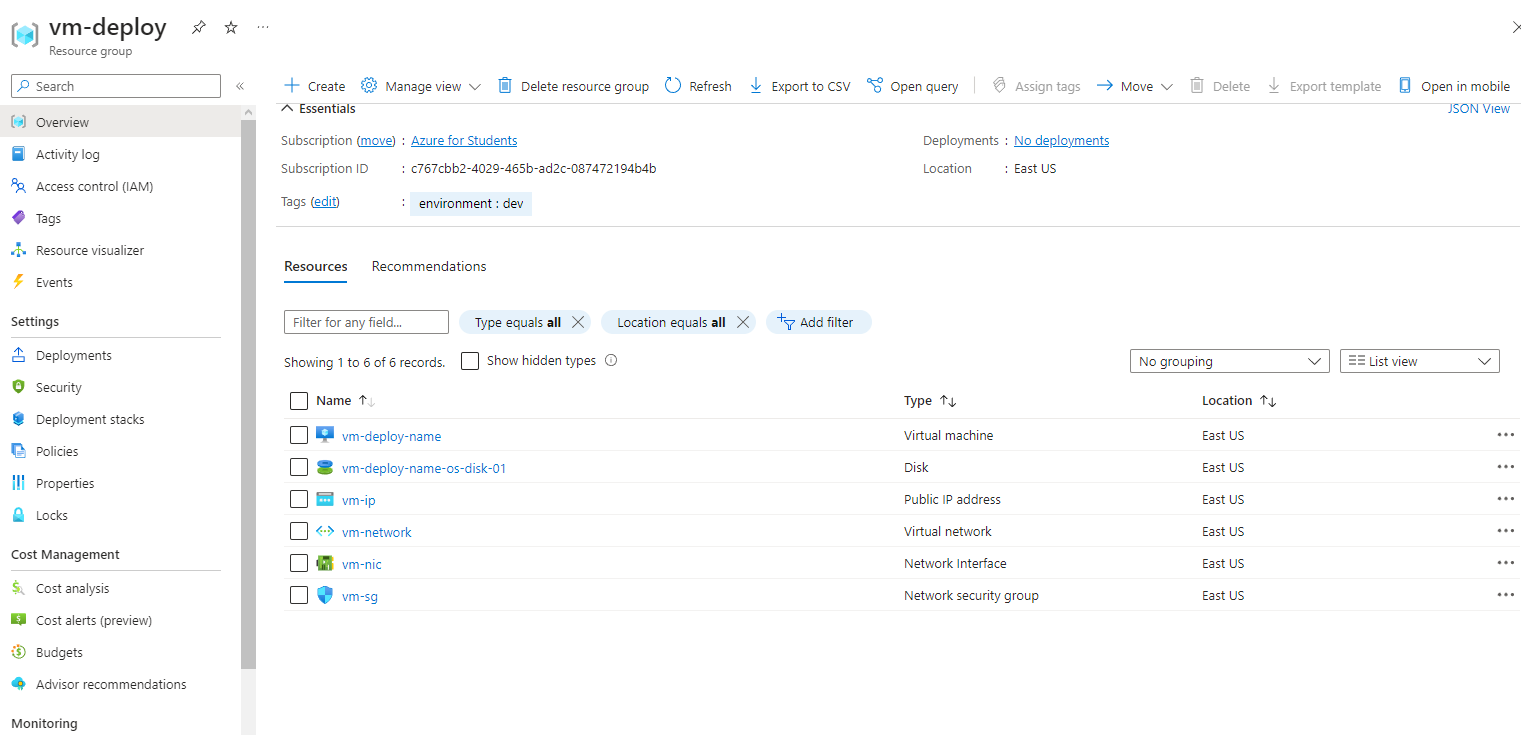 vm-deploy
Resource group
Search
Overview
Activity log
Access control (IAM)
Tags
Resource visualizer
Events
Settings
Deployments
Security
Deployment stacks
Policies
Properties
Locks
Cost Management
Cost analysis
Cost alerts (preview)
Budgets
Advisor recommendations
Monitoring
Create Manage view Delete resource group Refresh Export to CSV Open query Assign tags Move Delete Export template Open in mobile
Essentials JSON View
Subscription (move) : Azure for Students Deployments : No deployments
Subscription ID : c767cbb2-4029-465b-ad2c-087472194b4b Location : East US
Tags (edit) : environment : dev
Resources Recommendations
Filter for any field... Type equals all Location equals all Add filter
Showing 1 to 6 of 6 records. Show hidden types No grouping List view
Name Type Location
vm-deploy-name Virtual machine East US
vm-deploy-name-os-disk-01 Disk East US
vm-ip Public IP address East US
vm-network Virtual network East US
vm-nic Network Interface East US
vm-sg Network security group East US